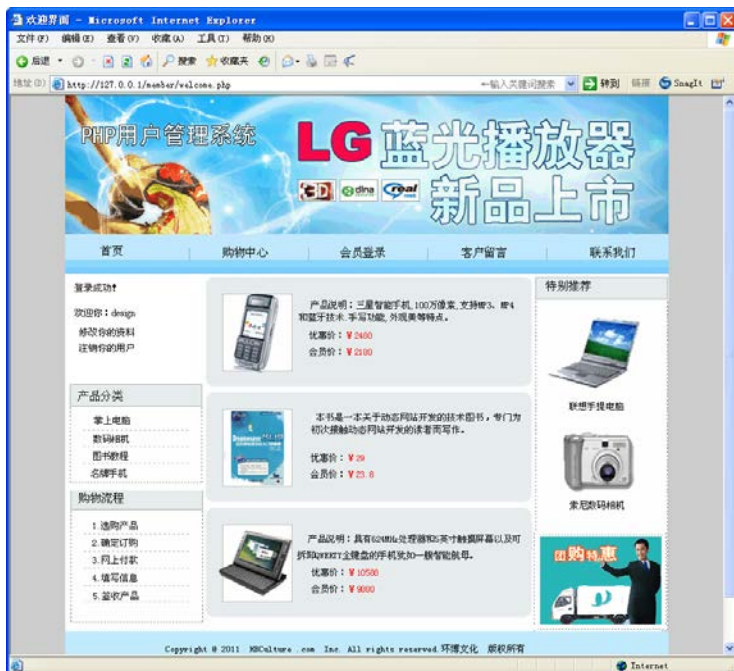 欢迎界面 - Microsoft Internet Explorer
文件(F) 编辑(E) 查看(V) 收藏(A) 工具(T) 帮助(H)
后退 搜索 收藏夹
地址(D) http://127.0.0.1/member/welcome.php 输入关键词搜索 转到 链接 SnagIt
PHP用户管理系统
LG 蓝光播放器
3D dlna Creal
新品上市
首页 购物中心 会员登录 客户留言 联系我们
登录成功!
欢迎你：design
修改你的资料
注销你的用户
产品分类
掌上电脑
数码相机
图书教程
名牌手机
购物流程
1.选购产品
2.确定订购
3.网上付款
4.填写信息
5.签收产品
产品说明：三星智能手机,100万像素,支持MP3、MP4
和蓝牙技术.手写功能,外观美等特点。
优惠价：￥2480
会员价：￥2180
本书是一本关于动态网站开发的技术图书，专门为
初次接触动态网站开发的读者而写作。
优惠价：￥29
会员价：￥23.8
产品说明：具有624MHz处理器和5英寸触摸屏幕以及可
拆卸QWERTY全键盘的手机犹如一艘智能航母。
优惠价：￥10580
会员价：￥9800
特别推荐
联想手提电脑
索尼数码相机
团购特惠
Copyright @ 2011 .com Inc. All rights reserved.环博文化 版权所有
Internet